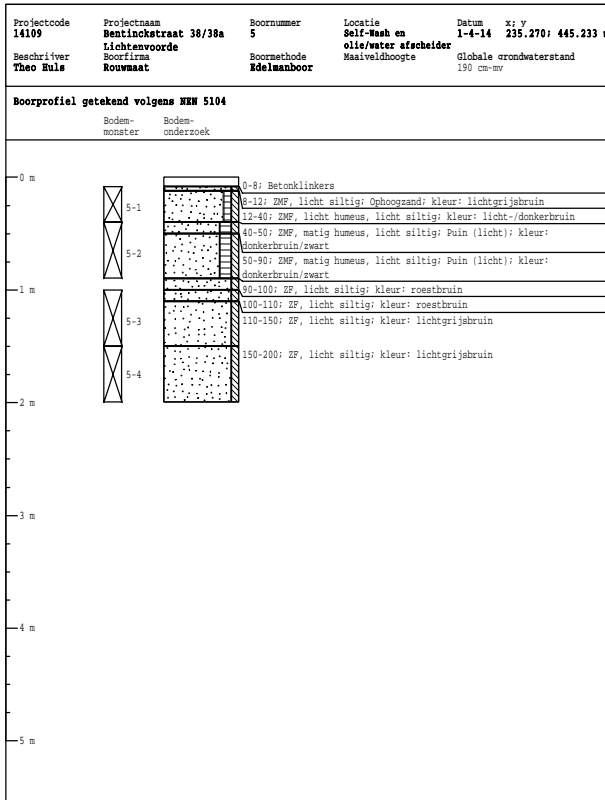 Projectcode Projectnaam Boornummer Locatie Datum x; y
14109 Bentinckstraat 38/38a 5 Self-Wash en 1-4-14 235.270; 445.233
Lichtenvoorde olie/water afscheider
Beschrijver Boorfirma Boormethode Maaiveldhoogte Globale grondwaterstand
Theo Huls Rouwmaat Edelmanboor 190 cm-mv
Boorprofiel getekend volgens NEN 5104
Bodem- Bodem-
monster onderzoek
0 m
0-8; Betonklinkers
8-12; ZMF, licht siltig; Ophoogzand; kleur: lichtgrijsbruin
5-1
12-40; ZMF, licht humeus, licht siltig; kleur: licht-/donkerbruin
40-50; ZMF, matig humeus, licht siltig; Puin (licht); kleur:
donkerbruin/zwart
5-2
50-90; ZMF, matig humeus, licht siltig; Puin (licht); kleur:
donkerbruin/zwart
1 m
90-100; ZF, licht siltig; kleur: roestbruin
100-110; ZF, licht siltig; kleur: roestbruin
5-3
110-150; ZF, licht siltig; kleur: lichtgrijsbruin
150-200; ZF, licht siltig; kleur: lichtgrijsbruin
5-4
2 m
3 m
4 m
5 m